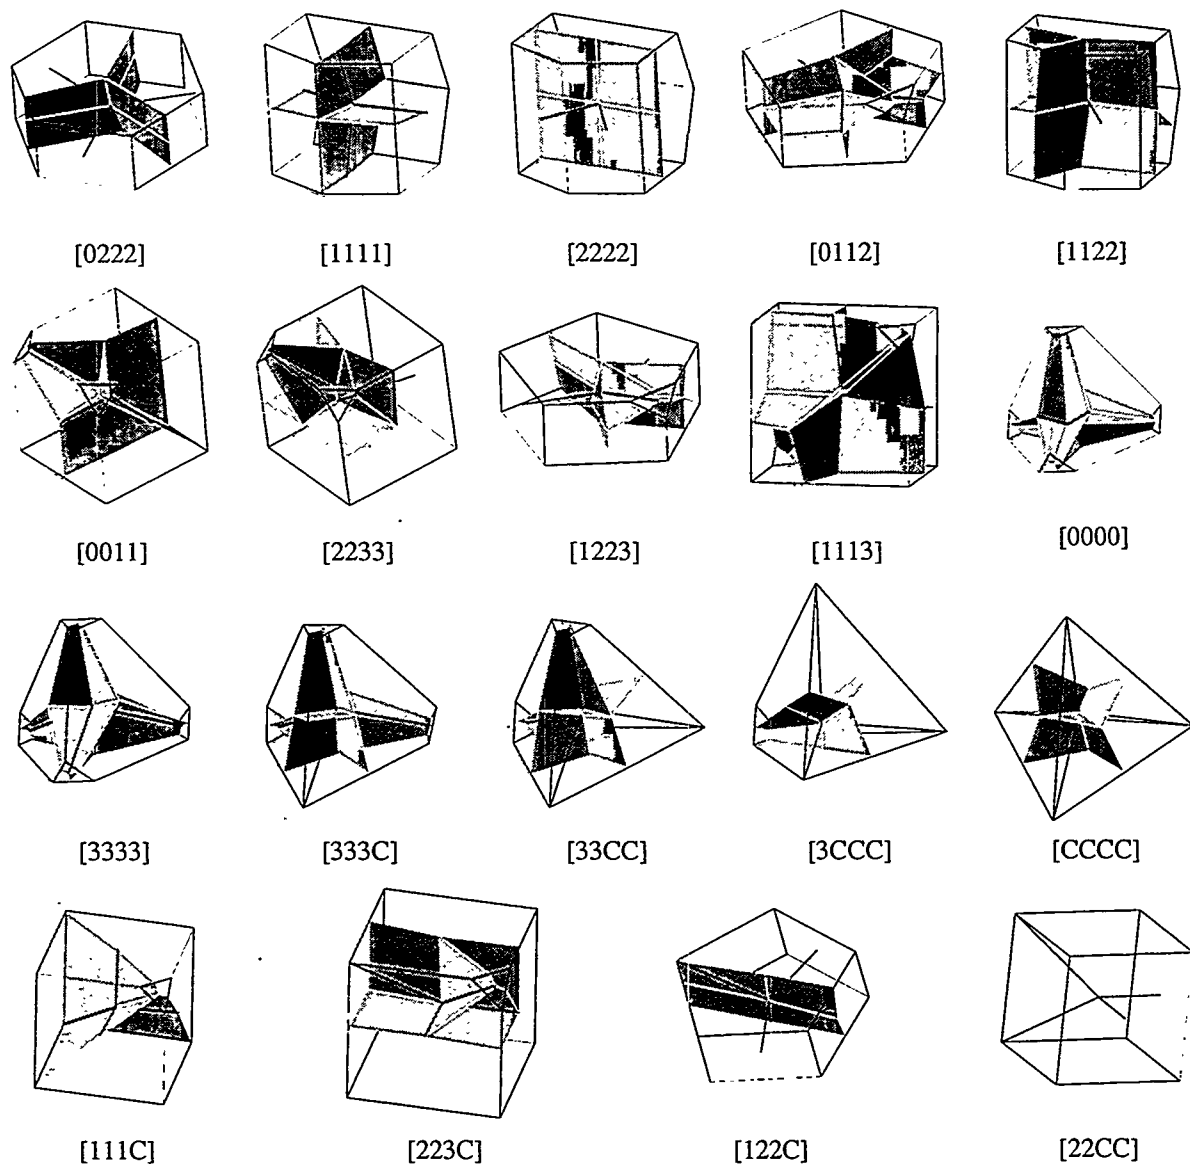 [0222] [1111] [2222] [0112] [1122]
[0011] [2233] [1223] [1113] [0000]
[3333] [333C] [33CC] [3CCC] [CCCC]
[111C] [223C] [122C] [22CC]